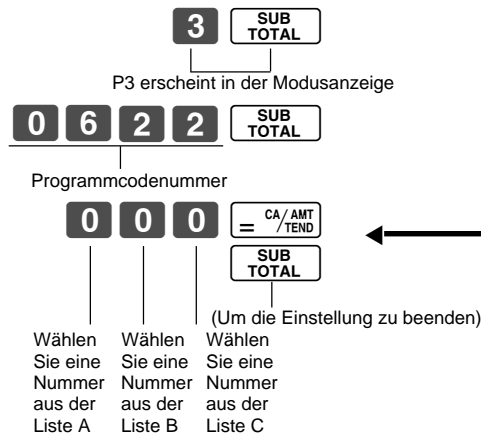 3 SUB TOTAL
P3 erscheint in der Modusanzeige
0 6 2 2 SUB TOTAL
Programmcodenummer
0 0 0 = CA/AMT TEND
SUB TOTAL
(Um die Einstellung zu beenden)
Wählen Wählen Wählen
Sie eine Sie eine Sie eine
Nummer Nummer Nummer
aus der aus der aus der
Liste A Liste B Liste C